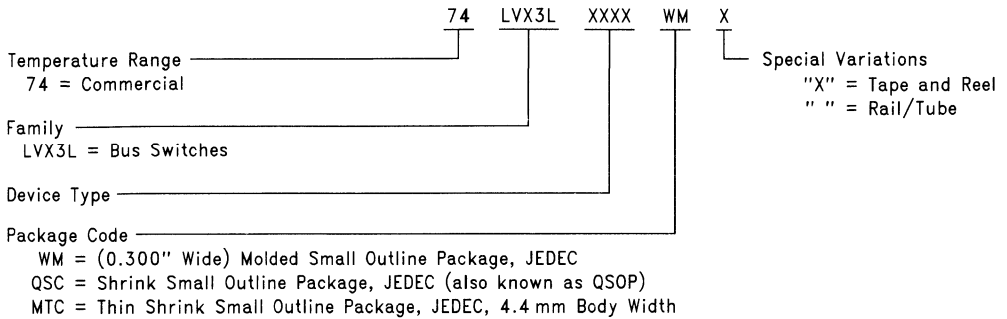 74 LVX3L XXXX WM X
Temperature Range
74 = Commercial
Special Variations
"X" = Tape and Reel
" " = Rail/Tube
Family
LVX3L = Bus Switches
Device Type
Package Code
WM = (0.300" Wide) Molded Small Outline Package, JEDEC
QSC = Shrink Small Outline Package, JEDEC (also known as QSOP)
MTC = Thin Shrink Small Outline Package, JEDEC, 4.4 mm Body Width